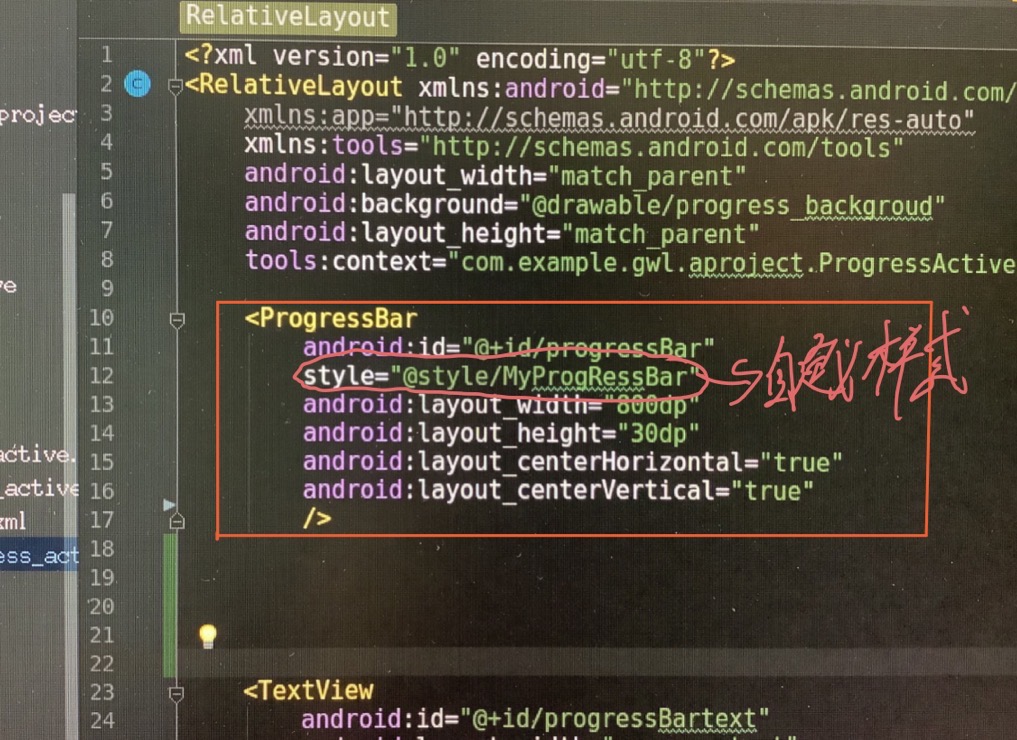 RelativeLayout
1 <?xml version="1.0" encoding="utf-8"?>
2 <RelativeLayout xmlns:android="http://schemas.android.com/
projec 3 xmlns:app="http://schemas.android.com/apk/res-auto"
4 xmlns:tools="http://schemas.android.com/tools"
5 android:layout_width="match_parent"
6 android:background="@drawable/progress_backgroud"
7 android:layout_height="match_parent"
8 tools:context="com.example.gwl.aproject.ProgressActive
ve 9
10 <ProgressBar
11 android:id="@+id/progressBar"
12 style="@style/MyProgRessBar" 自定义样式
13 android:layout_width="800dp"
14 android:layout_height="30dp"
active. 15 android:layout_centerHorizontal="true"
_active 16 android:layout_centerVertical="true"
xml 17 />
ess_act 18
19
20
21
22
23 <TextView
24 android:id="@+id/progressBartext"